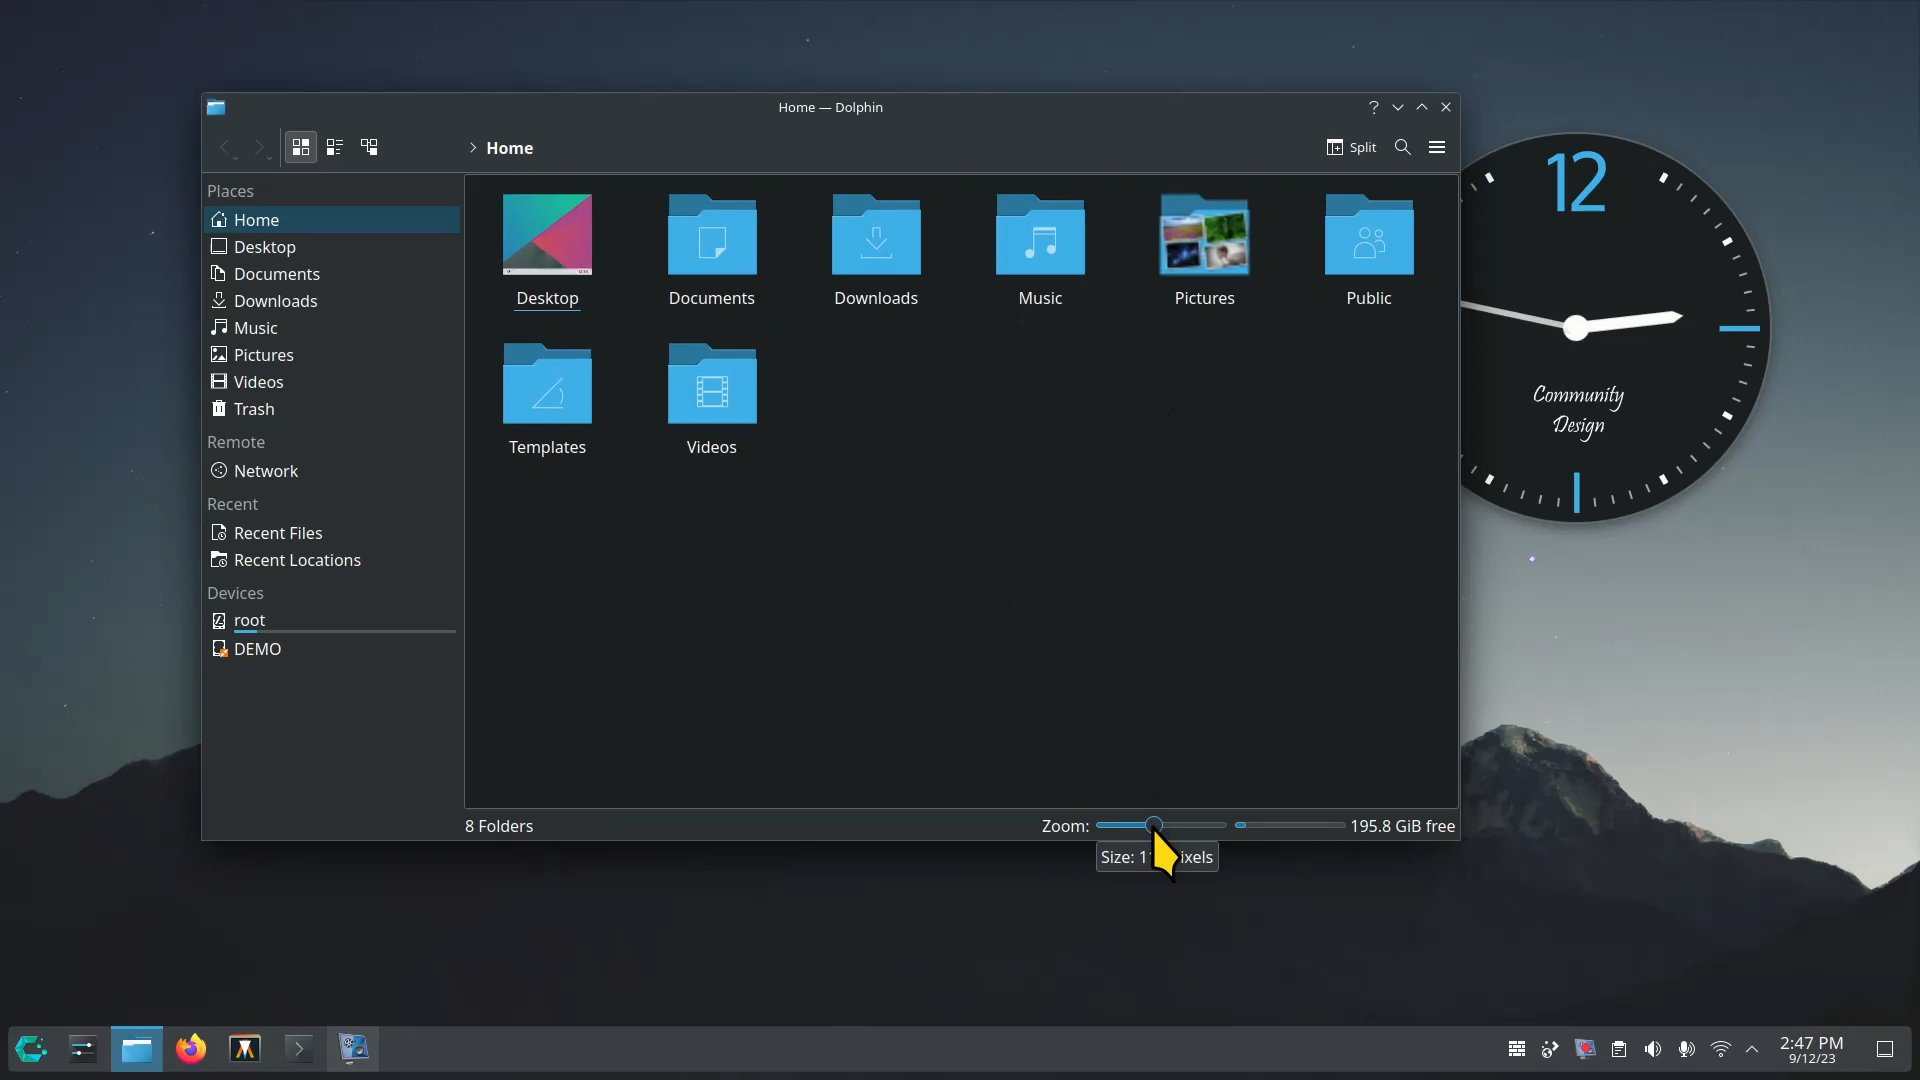 Home — Dolphin
Home
Split
Places
Home
Desktop
Documents
Downloads
Music
Pictures
Videos
Trash
Remote
Network
Recent
Recent Files
Recent Locations
Devices
root
DEMO
Desktop
Documents
Downloads
Music
Pictures
Public
Templates
Videos
8 Folders
Zoom:
195.8 GiB free
Size:
12
Community
Design
2:47 PM
9/12/23